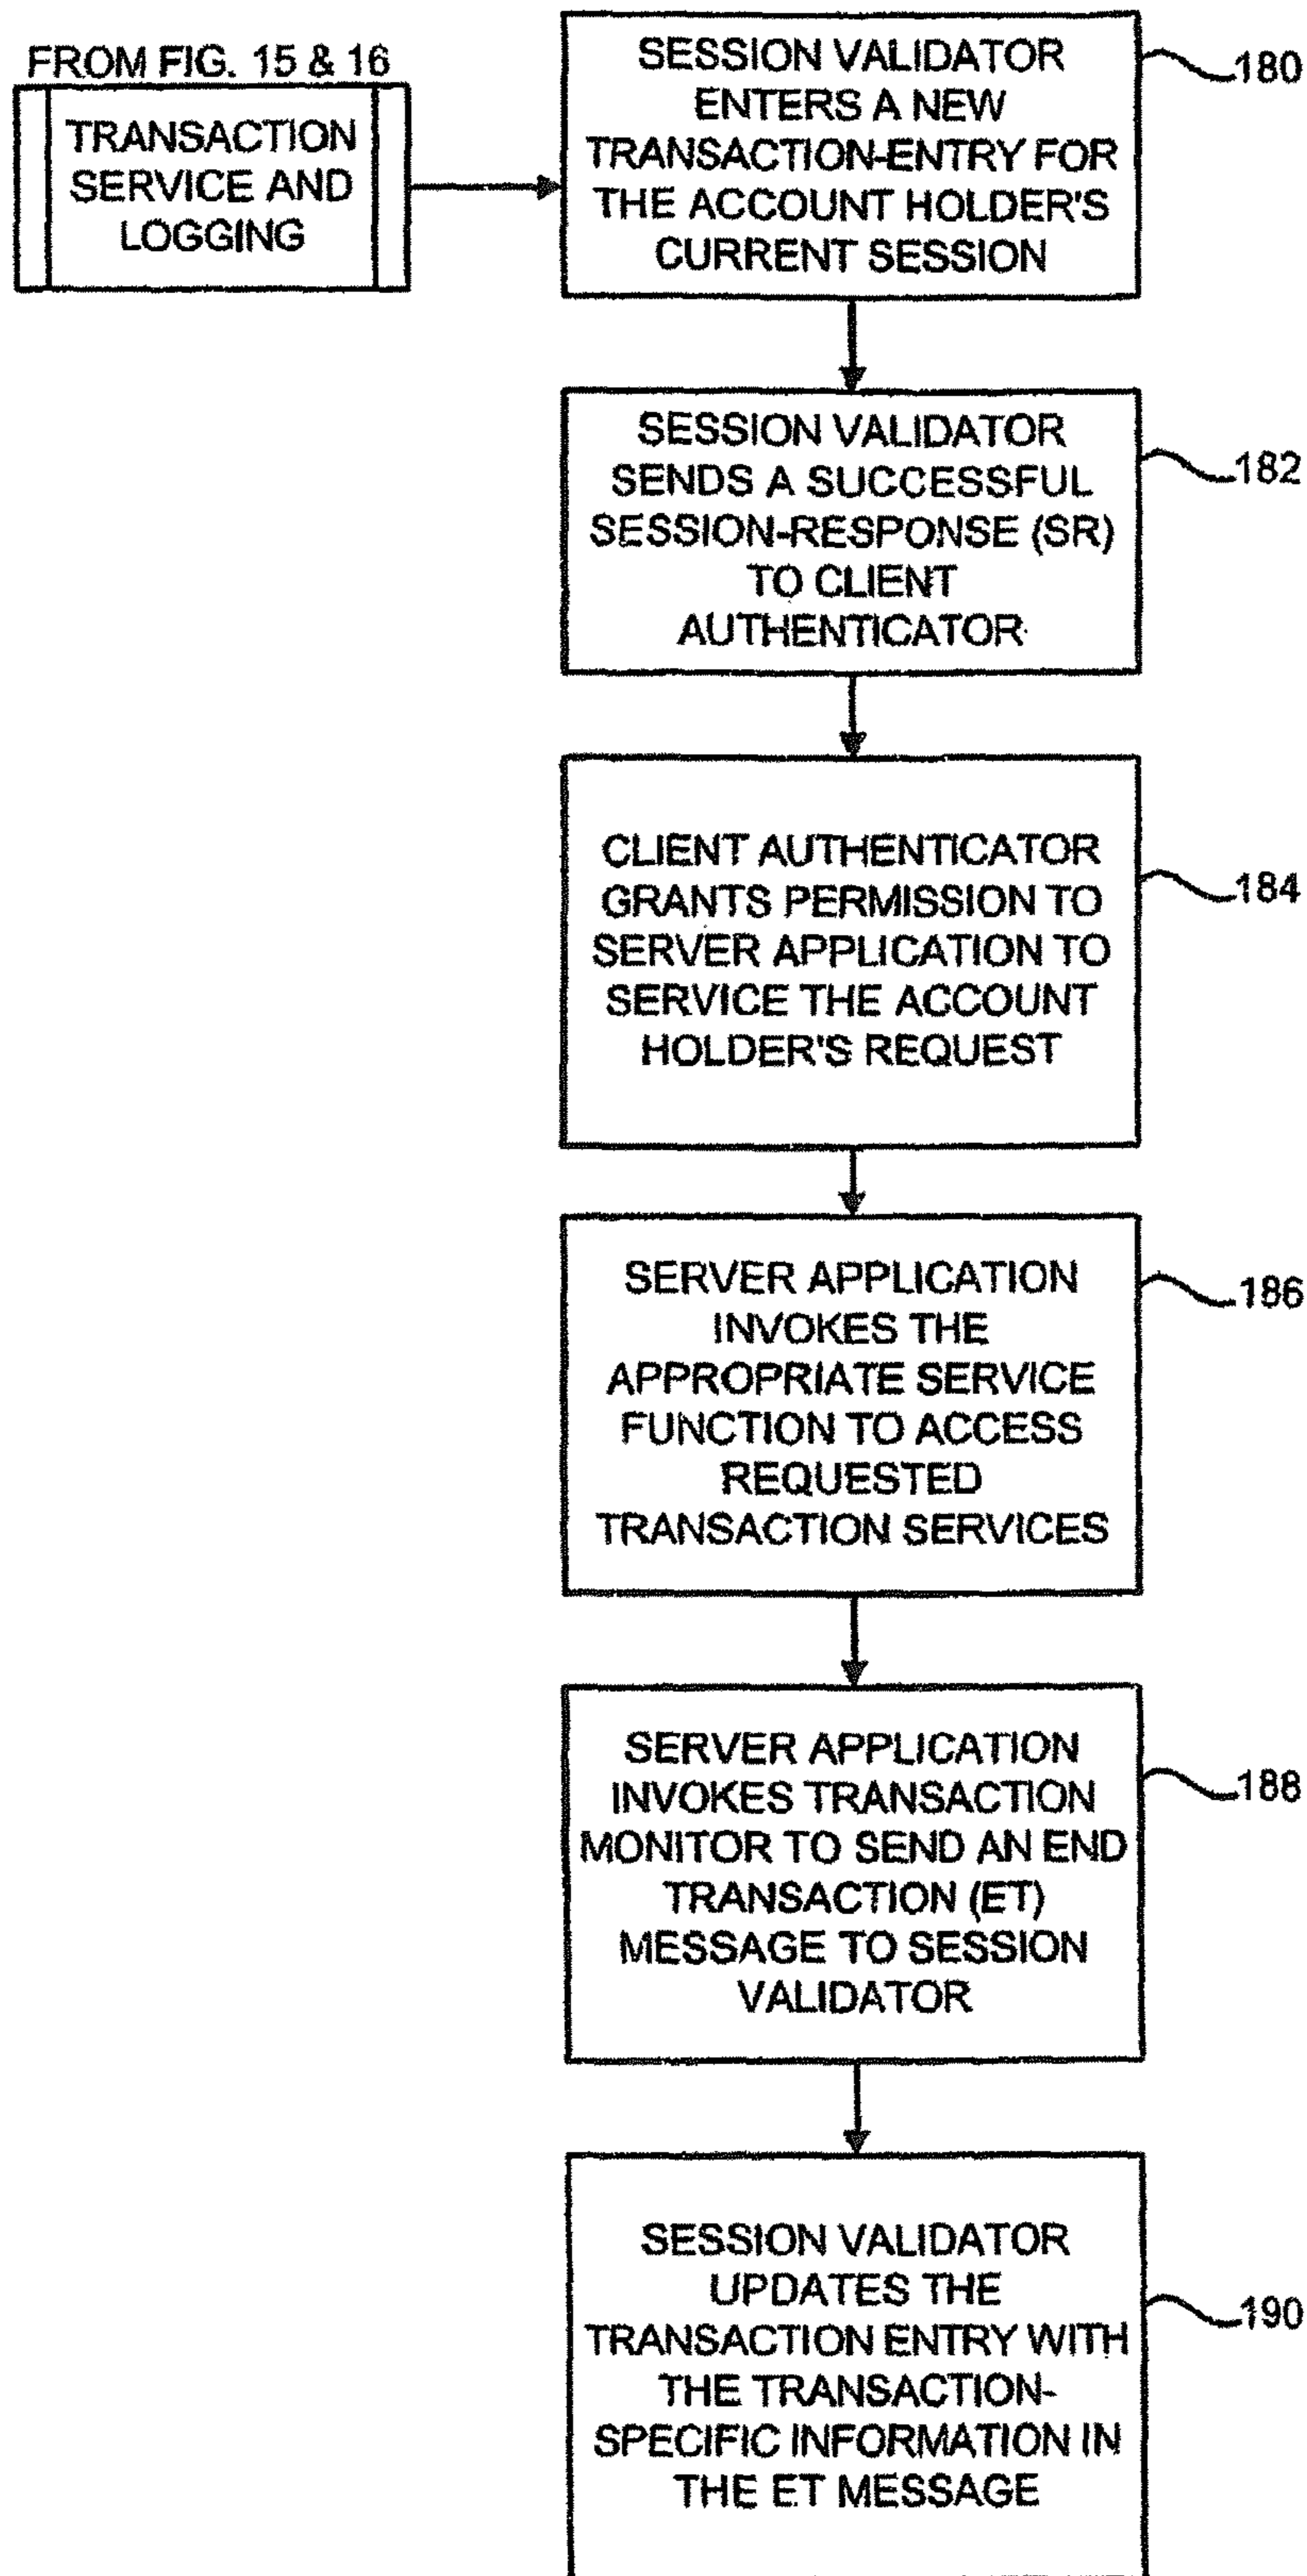 FROM FIG. 15 & 16
TRANSACTION
SERVICE AND
LOGGING
SESSION VALIDATOR
ENTERS A NEW
TRANSACTION-ENTRY FOR
THE ACCOUNT HOLDER'S
CURRENT SESSION
180
SESSION VALIDATOR
SENDS A SUCCESSFUL
SESSION-RESPONSE (SR)
TO CLIENT
AUTHENTICATOR
182
CLIENT AUTHENTICATOR
GRANTS PERMISSION TO
SERVER APPLICATION TO
SERVICE THE ACCOUNT
HOLDER'S REQUEST
184
SERVER APPLICATION
INVOKES THE
APPROPRIATE SERVICE
FUNCTION TO ACCESS
REQUESTED
TRANSACTION SERVICES
186
SERVER APPLICATION
INVOKES TRANSACTION
MONITOR TO SEND AN END
TRANSACTION (ET)
MESSAGE TO SESSION
VALIDATOR
188
SESSION VALIDATOR
UPDATES THE
TRANSACTION ENTRY WITH
THE TRANSACTION-
SPECIFIC INFORMATION IN
THE ET MESSAGE
190